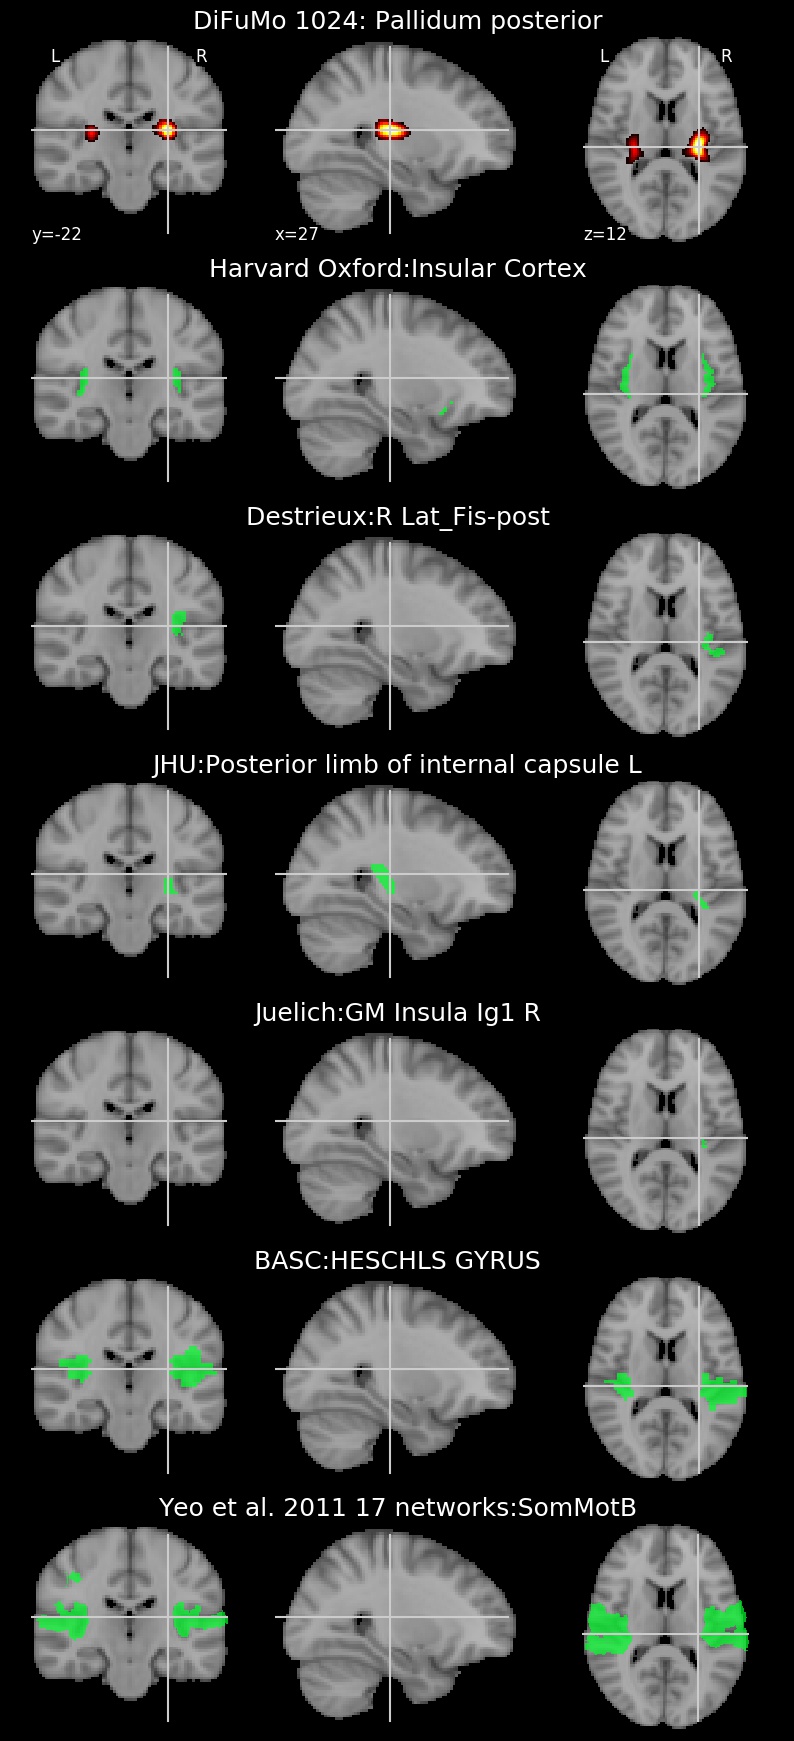 DiFuMo 1024: Pallidum posterior
L R L R
y=-22 x=27 z=12
Harvard Oxford:Insular Cortex
Destrieux:R Lat_Fis-post
JHU:Posterior limb of internal capsule L
Juelich:GM Insula Ig1 R
BASC:HESCHLS GYRUS
Yeo et al. 2011 17 networks:SomMotB